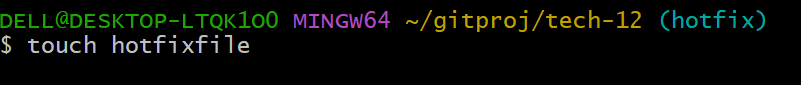 DELL@DESKTOP-LTQK1O0 MINGW64 ~/gitproj/tech-12 (hotfix)
$ touch hotfixfile